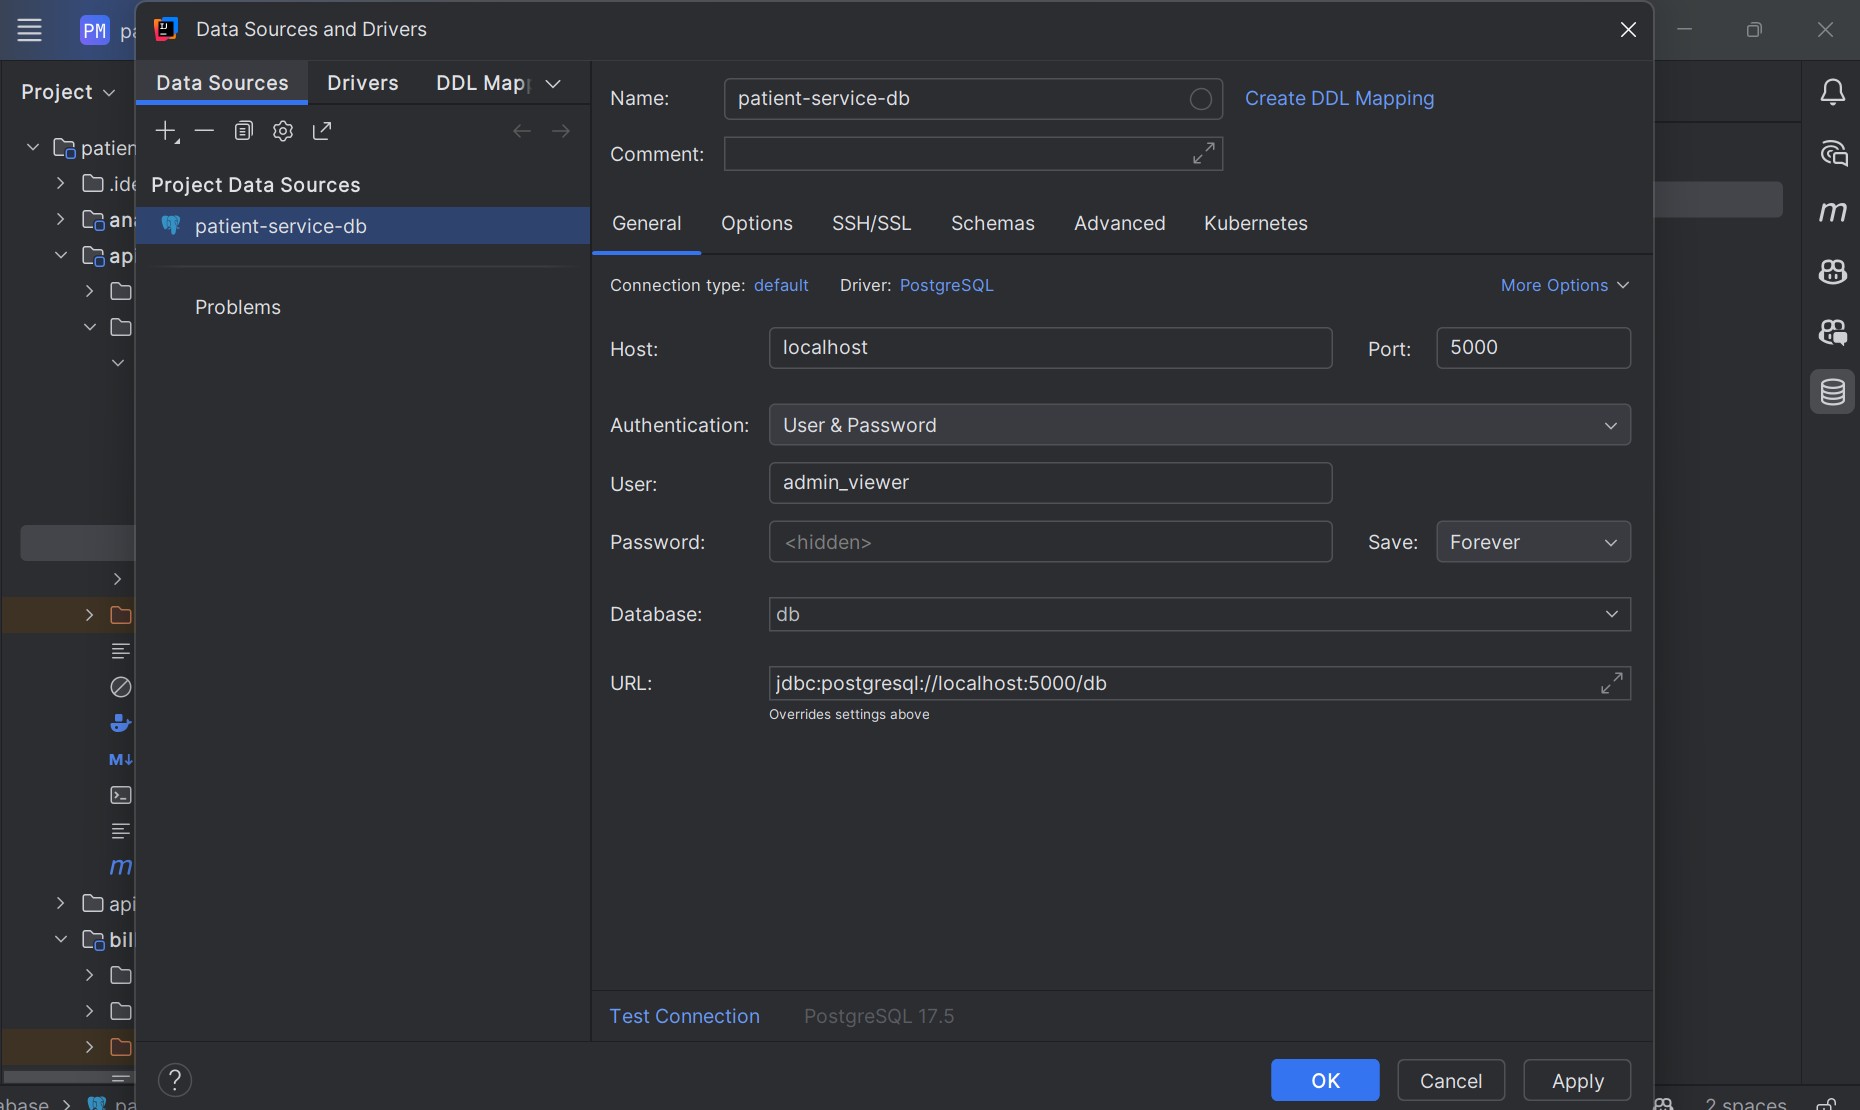 PM
Data Sources and Drivers
Project
Data Sources
Drivers
DDL Map
Name:
patient-service-db
Create DDL Mapping
Comment:
patien
.ide
Project Data Sources
ana
patient-service-db
General
Options
SSH/SSL
Schemas
Advanced
Kubernetes
api
Connection type: default
Driver: PostgreSQL
More Options
Problems
Host:
localhost
Port:
5000
Authentication:
User & Password
User:
admin_viewer
Password:
<hidden>
Save:
Forever
Database:
db
URL:
jdbc:postgresql://localhost:5000/db
Overrides settings above
M
m
api
bill
Test Connection
PostgreSQL 17.5
?
OK
Cancel
Apply
abase
pa
2 spaces